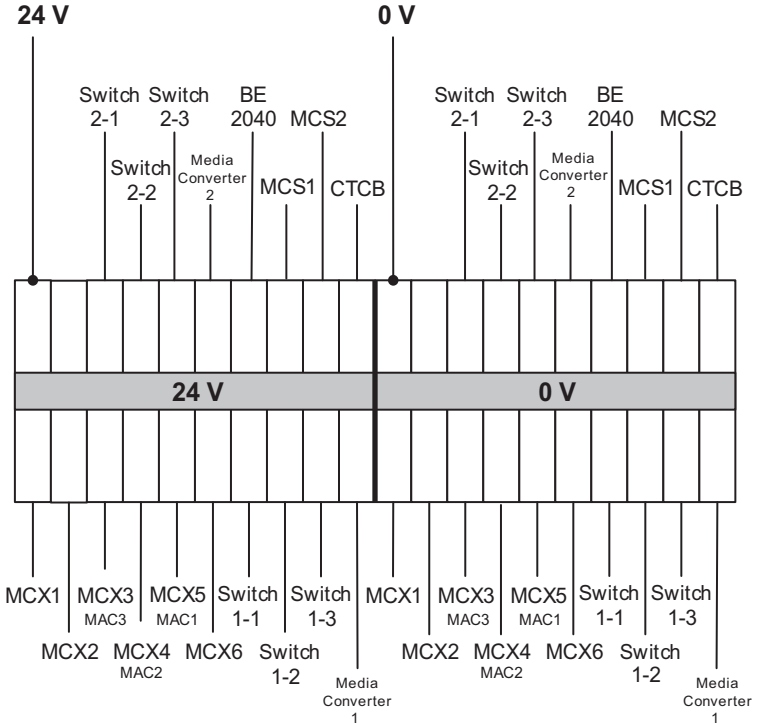 24 V 0 V
Switch Switch BE Switch Switch BE
2-1 2-3 2040 MCS2 2-1 2-3 2040 MCS2
Switch Media Switch Media
2-2 Converter MCS1 CTCB 2-2 Converter MCS1 CTCB
2 2
24 V 0 V
MCX1 MCX3 MCX5 Switch Switch MCX1 MCX3 MCX5 Switch Switch
MAC3 MAC1 1-1 1-3 MAC3 MAC1 1-1 1-3
MCX2 MCX4 MCX6 Switch MCX2 MCX4 MCX6 Switch
MAC2 1-2 MAC2 1-2
Media Media
Converter Converter
1 1